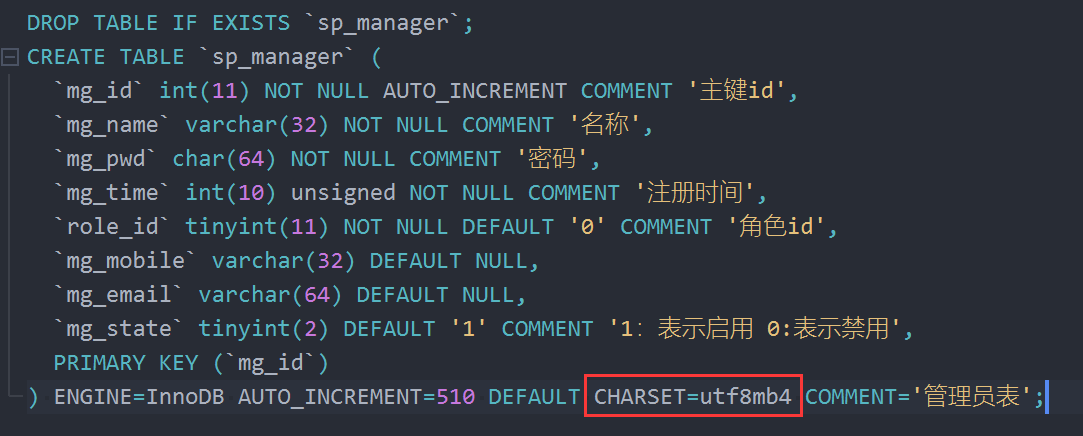 DROP TABLE IF EXISTS `sp_manager`;
CREATE TABLE `sp_manager` (
`mg_id` int(11) NOT NULL AUTO_INCREMENT COMMENT '主键id',
`mg_name` varchar(32) NOT NULL COMMENT '名称',
`mg_pwd` char(64) NOT NULL COMMENT '密码',
`mg_time` int(10) unsigned NOT NULL COMMENT '注册时间',
`role_id` tinyint(11) NOT NULL DEFAULT '0' COMMENT '角色id',
`mg_mobile` varchar(32) DEFAULT NULL,
`mg_email` varchar(64) DEFAULT NULL,
`mg_state` tinyint(2) DEFAULT '1' COMMENT '1：表示启用 0:表示禁用',
PRIMARY KEY (`mg_id`)
) ENGINE=InnoDB AUTO_INCREMENT=510 DEFAULT CHARSET=utf8mb4 COMMENT='管理员表';